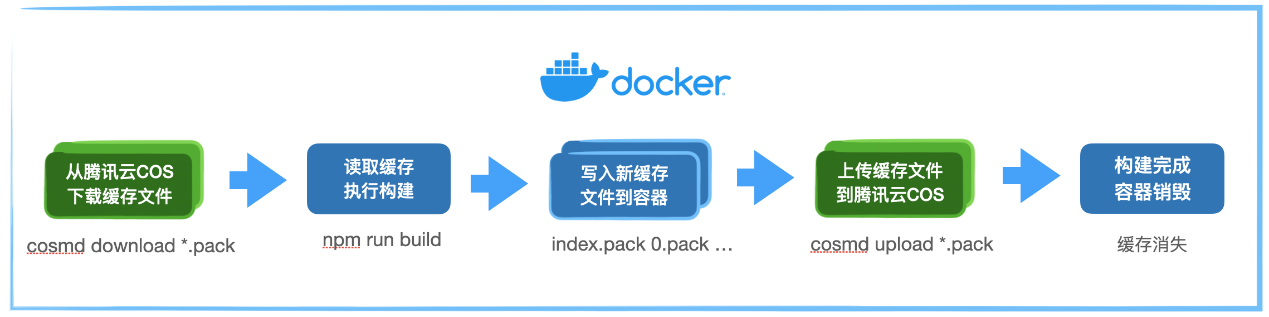 docker
从腾讯云COS
下载缓存文件
cosmd download *.pack
读取缓存
执行构建
npm run build
写入新缓存
文件到容器
index.pack 0.pack ...
上传缓存文件
到腾讯云COS
cosmd upload *.pack
构建完成
容器销毁
缓存消失